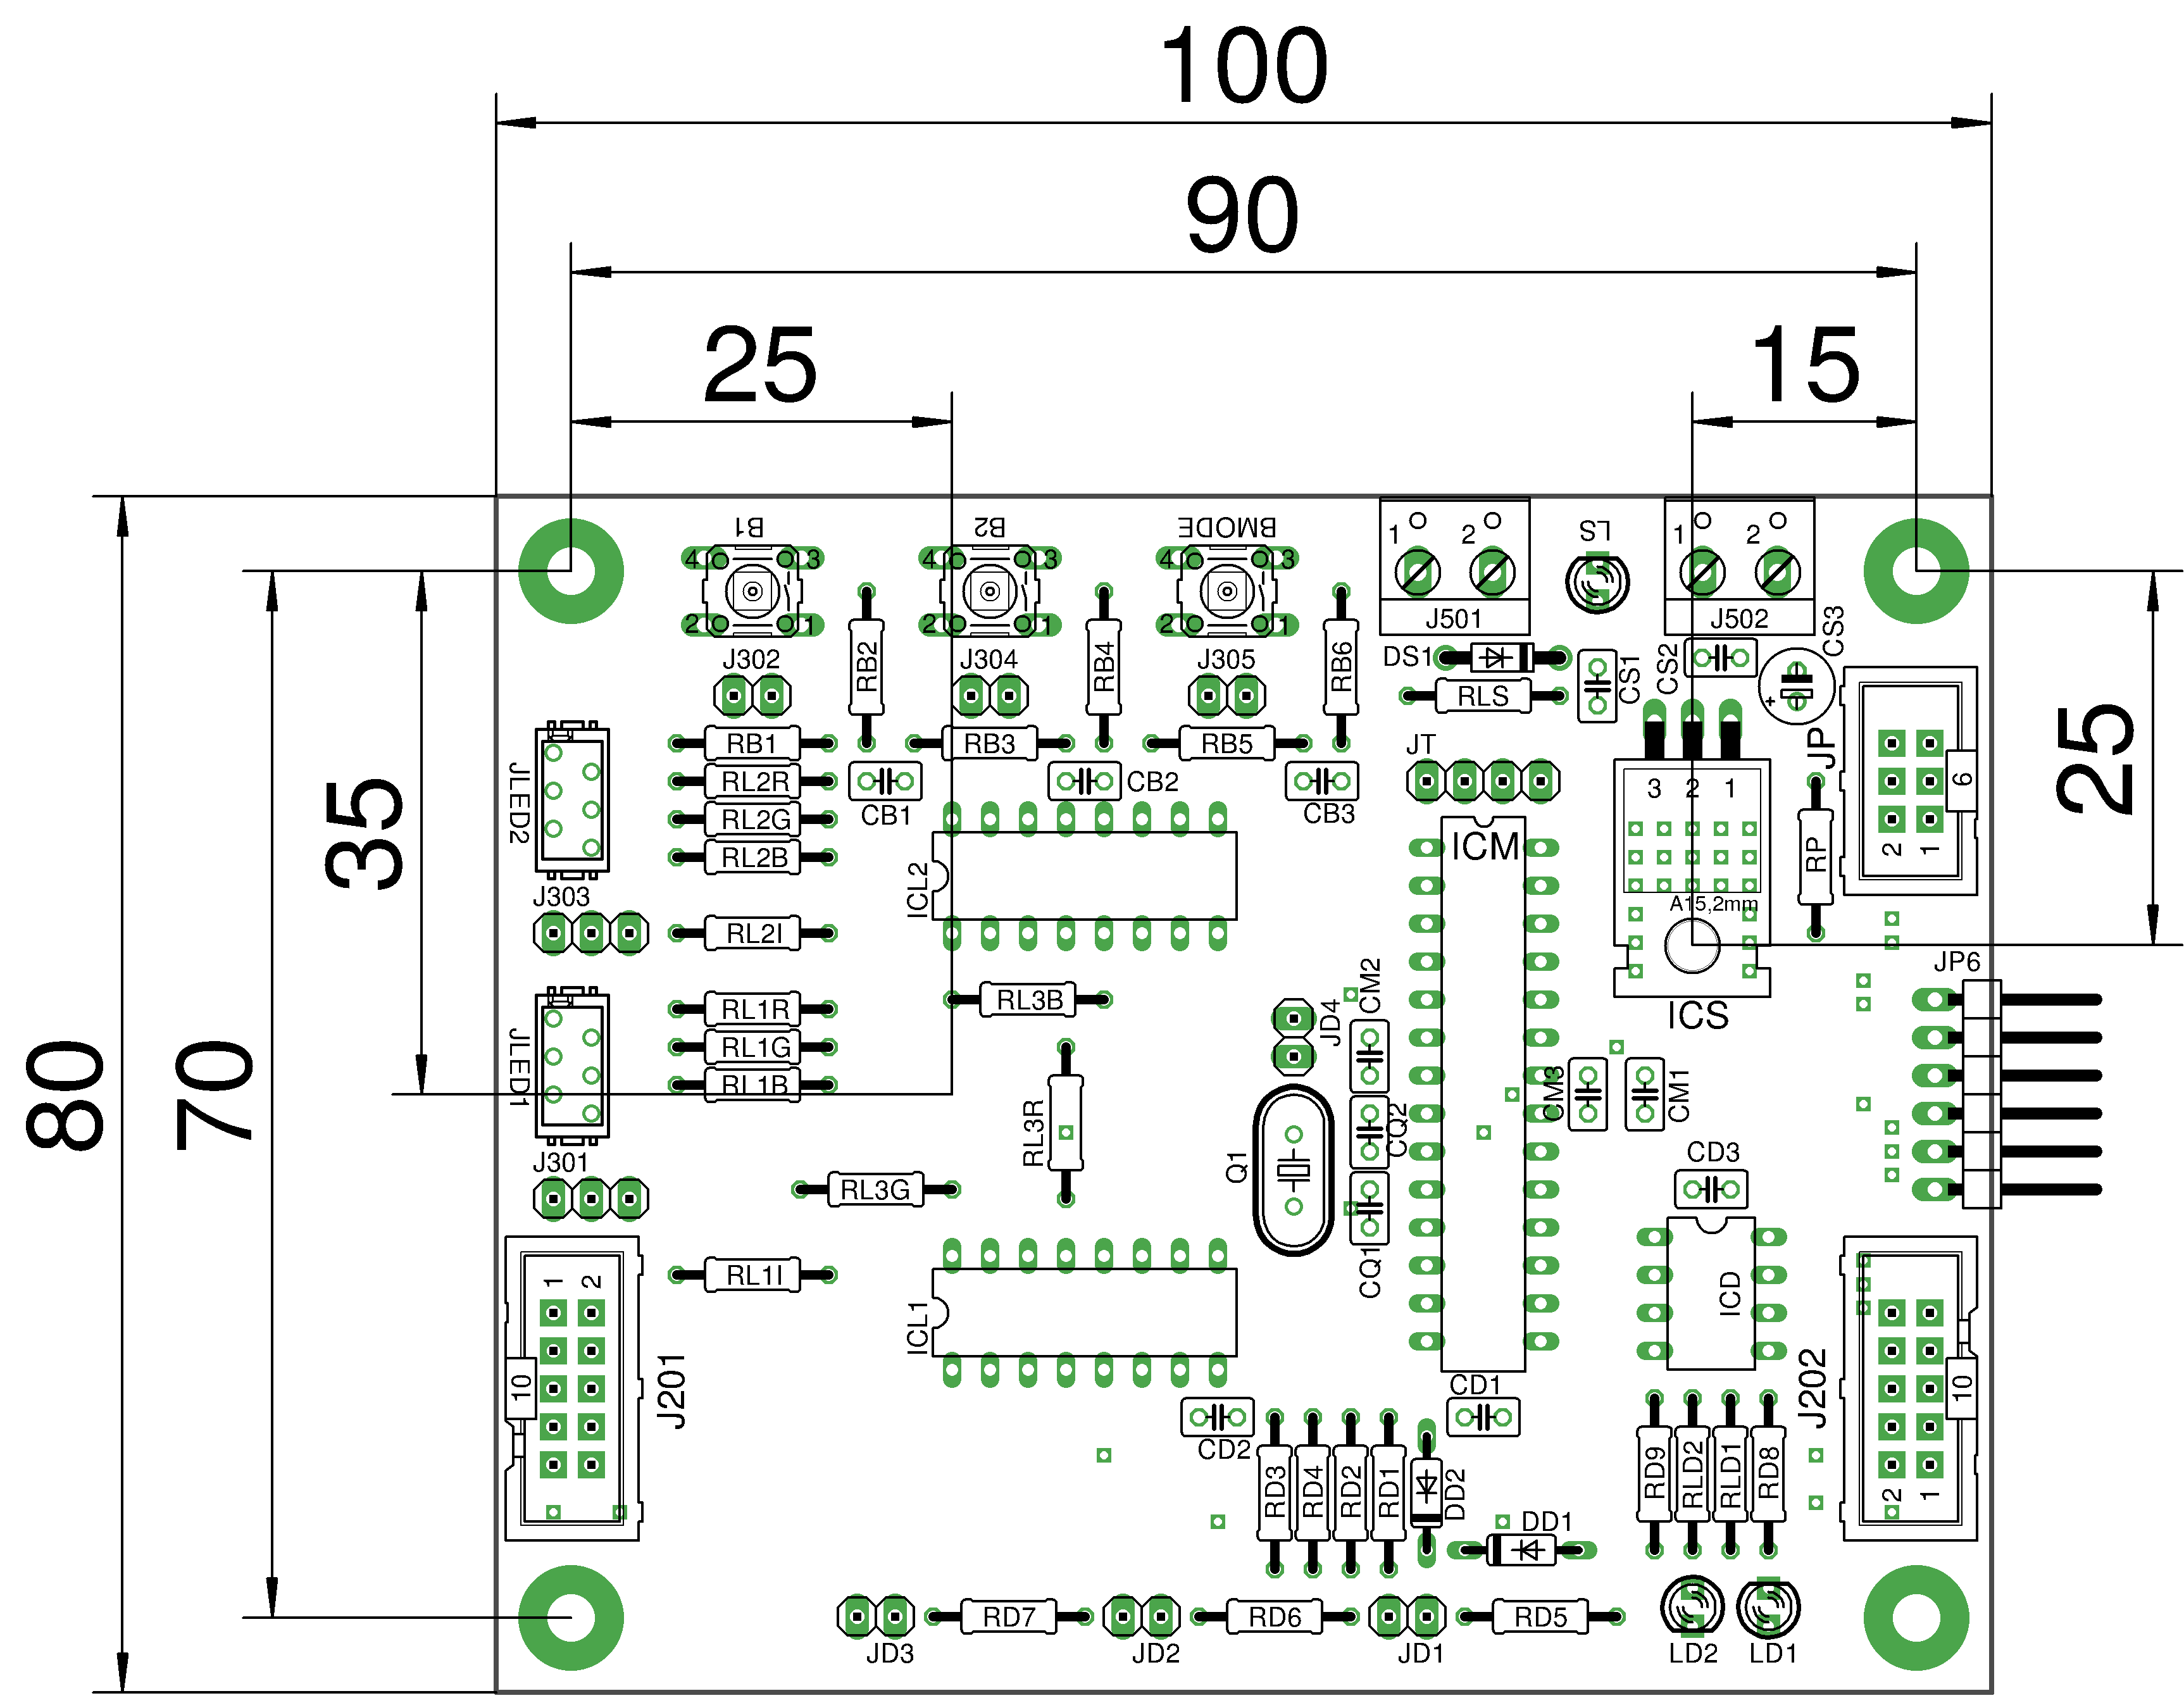 100
90
25
15
B1
B2
BMODE
1 2
LS
1 2
4 3
4 3
4 3
2 1
2 1
2 1
J501
J502
CS3
J302
RB2
J304
RB4
J305
RB6
DS1
CS1
CS2
RLS
+
RB1
RB3
RB5
JT
JP
25
JLED2
RL2R
CB1
CB2
CB3
3 2 1
6
RL2G
RL2B
ICM
RP
2 1
35
ICL2
J303
A15,2mm
RL2I
JP6
RL3B
CM2
JD4
ICS
JLED1
RL1R
RL1G
RL1B
80
70
RL3R
CQ2
CM3
CM1
J301
Q1
CD3
RL3G
CQ1
1 2
RL1I
ICL1
ICD
10
J201
CD1
J202
10
CD2
RD3
RD4
RD2
RD1
DD2
RD9
RLD2
RLD1
RD8
2 1
DD1
RD7
RD6
RD5
JD3
JD2
JD1
LD2
LD1